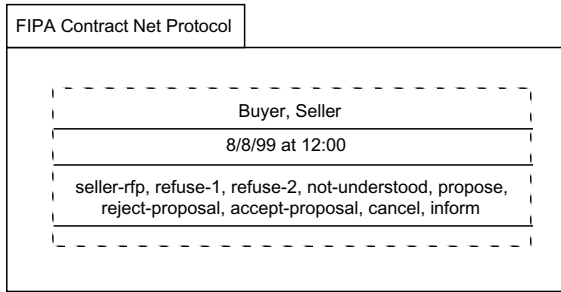 FIPA Contract Net Protocol
Buyer, Seller
8/8/99 at 12:00
seller-rfp, refuse-1, refuse-2, not-understood, propose,
reject-proposal, accept-proposal, cancel, inform